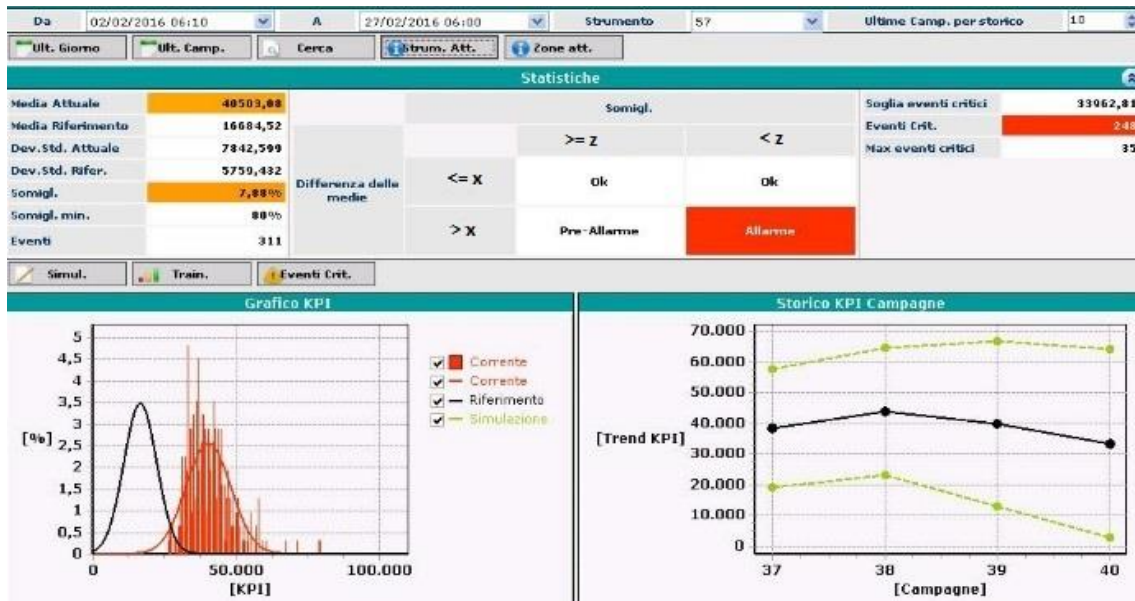 Da 02/02/2016 06:10 A 27/02/2016 06:00 Strumento 57 Ultime Camp. per storico 10
Ult. Giorno Ult. Camp. Cerca Strum. Att. Zone att.
Statistiche
Media Attuale 40503,08
Media Riferimento 16684,52
Dev.Std. Attuale 7842,599
Dev.Std. Rifer. 5759,432
Somigl. 7,88%
Somigl. min. 80%
Eventi 311
Somigl.
>= Z < Z
Differenza delle medie
<= X Ok Ok
> X Pre-Allarme Allarme
Soglia eventi critici 33962,81
Eventi Crit. 248
Max eventi critici 35
Simul. Train. Eventi Crit.
Grafico KPI
5
4,5
4
3,5
3
2,5
2
1,5
1
0,5
0
[%]
0 50.000 100.000
[KPI]
Corrente
Corrente
Riferimento
Simulazione
Storico KPI Campagne
70.000
60.000
50.000
40.000
30.000
20.000
10.000
0
[Trend KPI]
37 38 39 40
[Campagne]